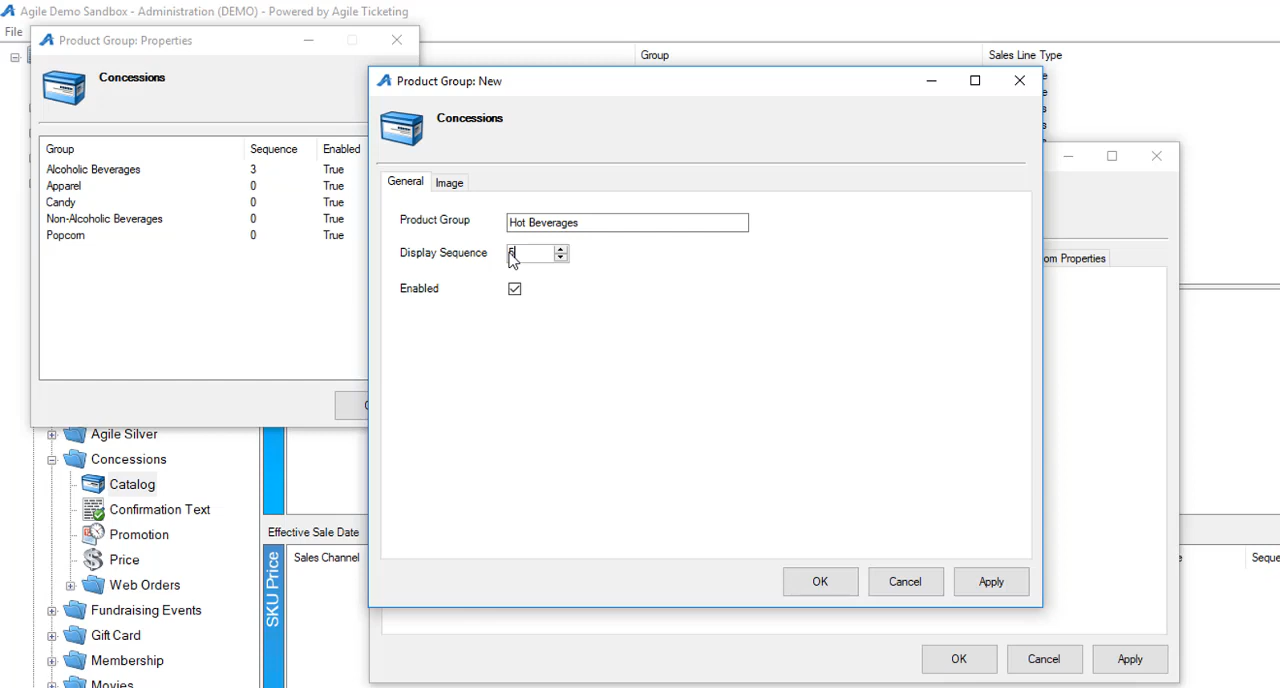 Agile Demo Sandbox - Administration (DEMO) - Powered by Agile Ticketing
File
Product Group: Properties
Concessions
Group Sequence Enabled
Alcoholic Beverages 3 True
Apparel 0 True
Candy 0 True
Non-Alcoholic Beverages 0 True
Popcorn 0 True
Group Sales Line Type
Product Group: New
Concessions
General Image
Product Group Hot Beverages
Display Sequence
Enabled
OK Cancel Apply
om Properties
OK Cancel Apply
Agile Silver
Concessions
Catalog
Confirmation Text
Promotion
Price
Web Orders
Fundraising Events
Gift Card
Membership
Movies
Effective Sale Date
Sales Channel
SKU Price
Seque